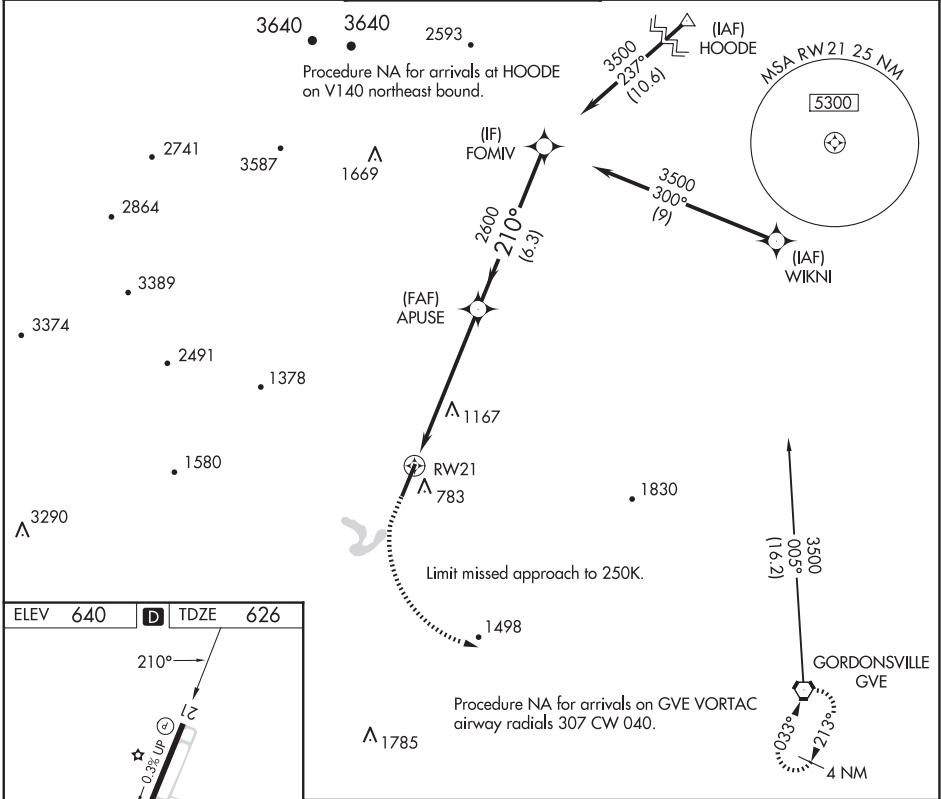 3640
3640
2593
(IAF)
HOODE
Procedure NA for arrivals at HOODE
on V140 northeast bound.
3500
237°
(10.6)
MSA RW21 25 NM
5300
(IF)
FOMIV
2741
3587
1669
2864
3500
300°
(9)
2600
210°
(6.3)
(IAF)
WIKNI
3389
(FAF)
APUSE
3374
2491
1378
1167
1580
RW21
783
1830
3290
3500
005°
(16.2)
Limit missed approach to 250K.
ELEV 640 D TDZE 626
1498
210°
GORDONSVILLE
GVE
21
P
Procedure NA for arrivals on GVE VORTAC
airway radials 307 CW 040.
033°
213°
1785
0.3% UP
4 NM